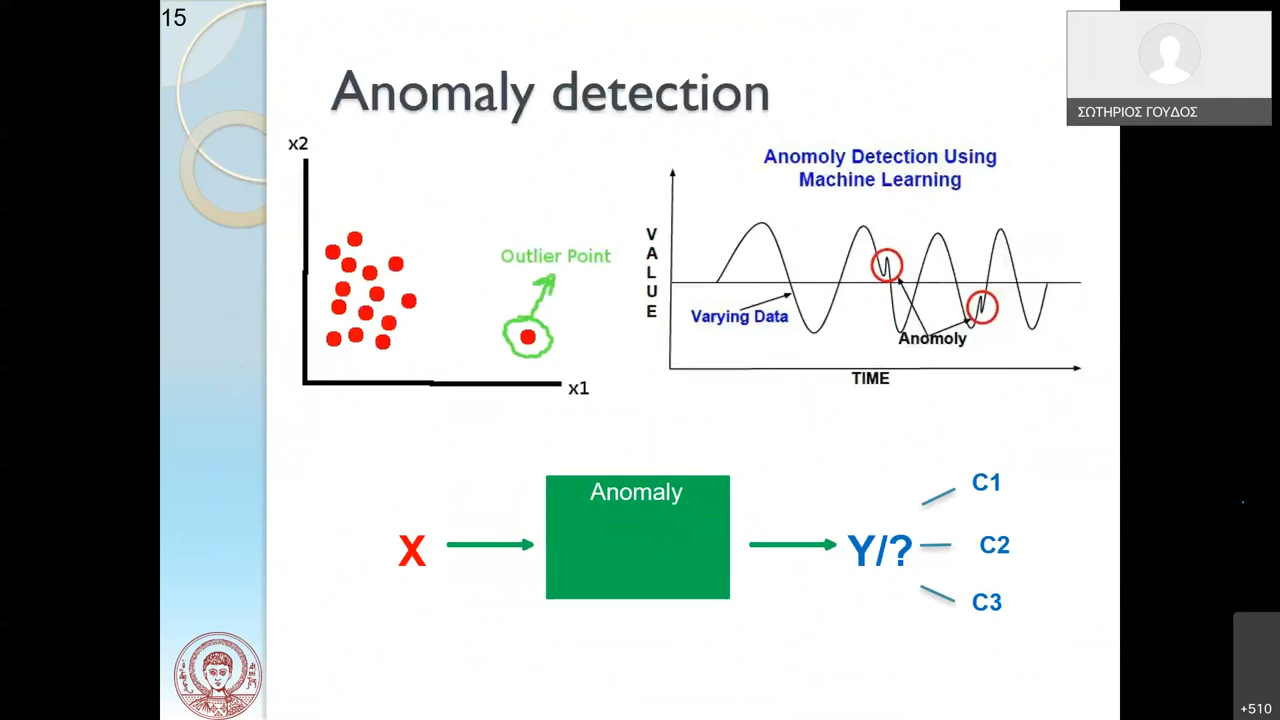 15
Anomaly detection
ΣΩΤΗΡΙΟΣ ΓΟΥΔΟΣ
x2
Outlier Point
x1
Anomoly Detection Using
Machine Learning
VALUE
Varying Data
Anomoly
TIME
X
Anomaly
Y/?
C1
C2
C3
+510